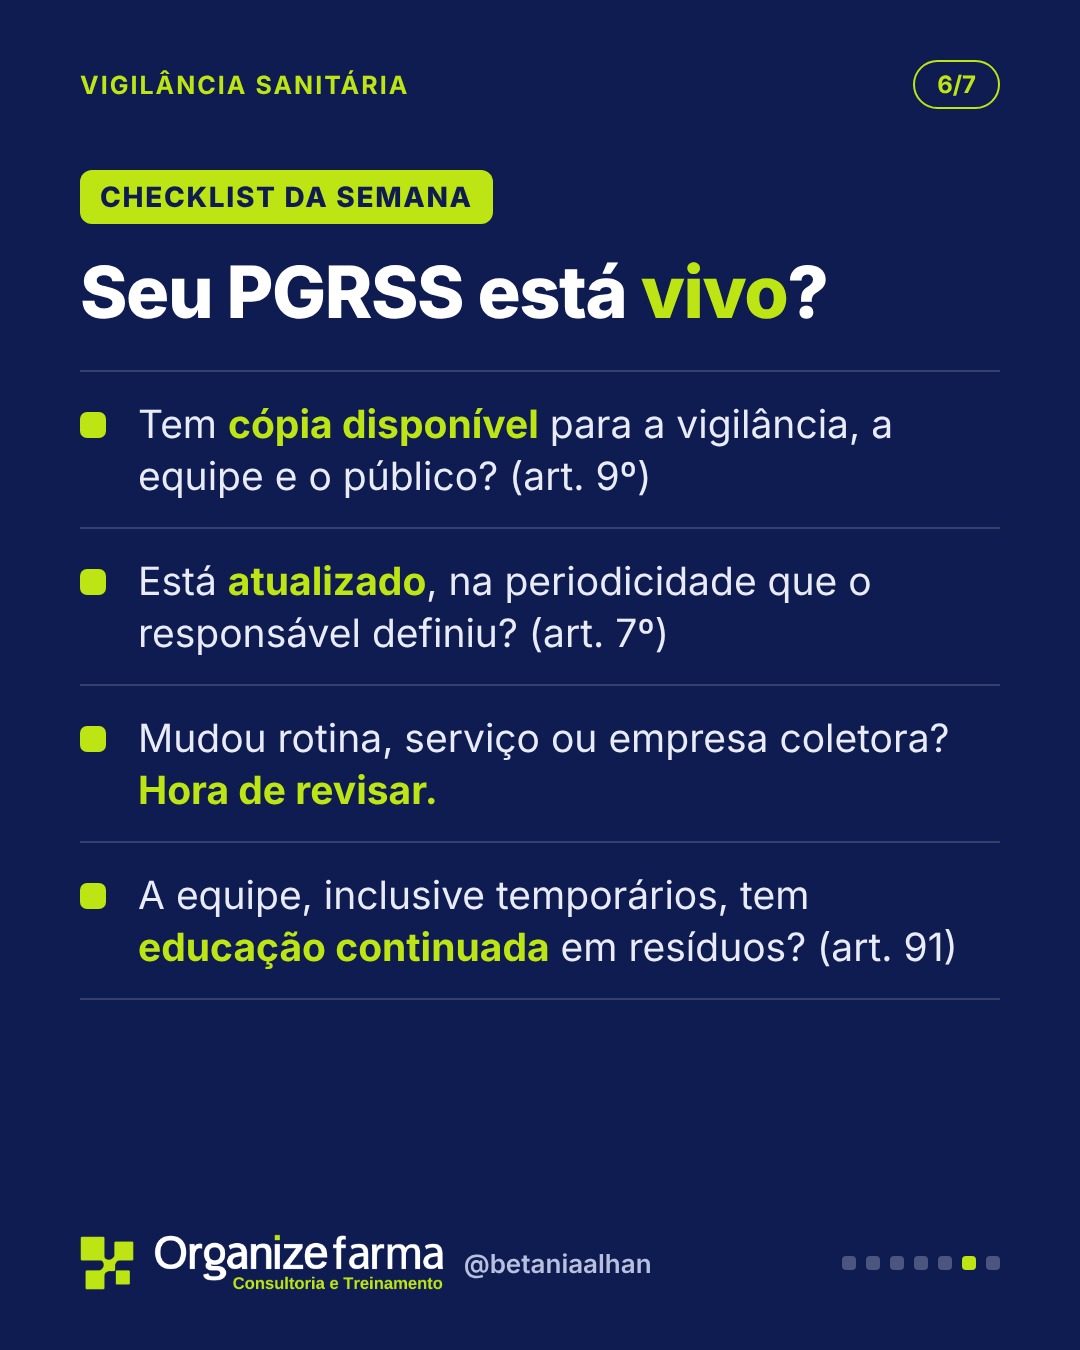 VIGILÂNCIA SANITÁRIA
6/7
CHECKLIST DA SEMANA
Seu PGRSS está vivo?
Tem cópia disponível para a vigilância, a
equipe e o público? (art. 9º)
Está atualizado, na periodicidade que o
responsável definiu? (art. 7º)
Mudou rotina, serviço ou empresa coletora?
Hora de revisar.
A equipe, inclusive temporários, tem
educação continuada em resíduos? (art. 91)
Organizefarma
Consultoria e Treinamento
@betaniaalhan